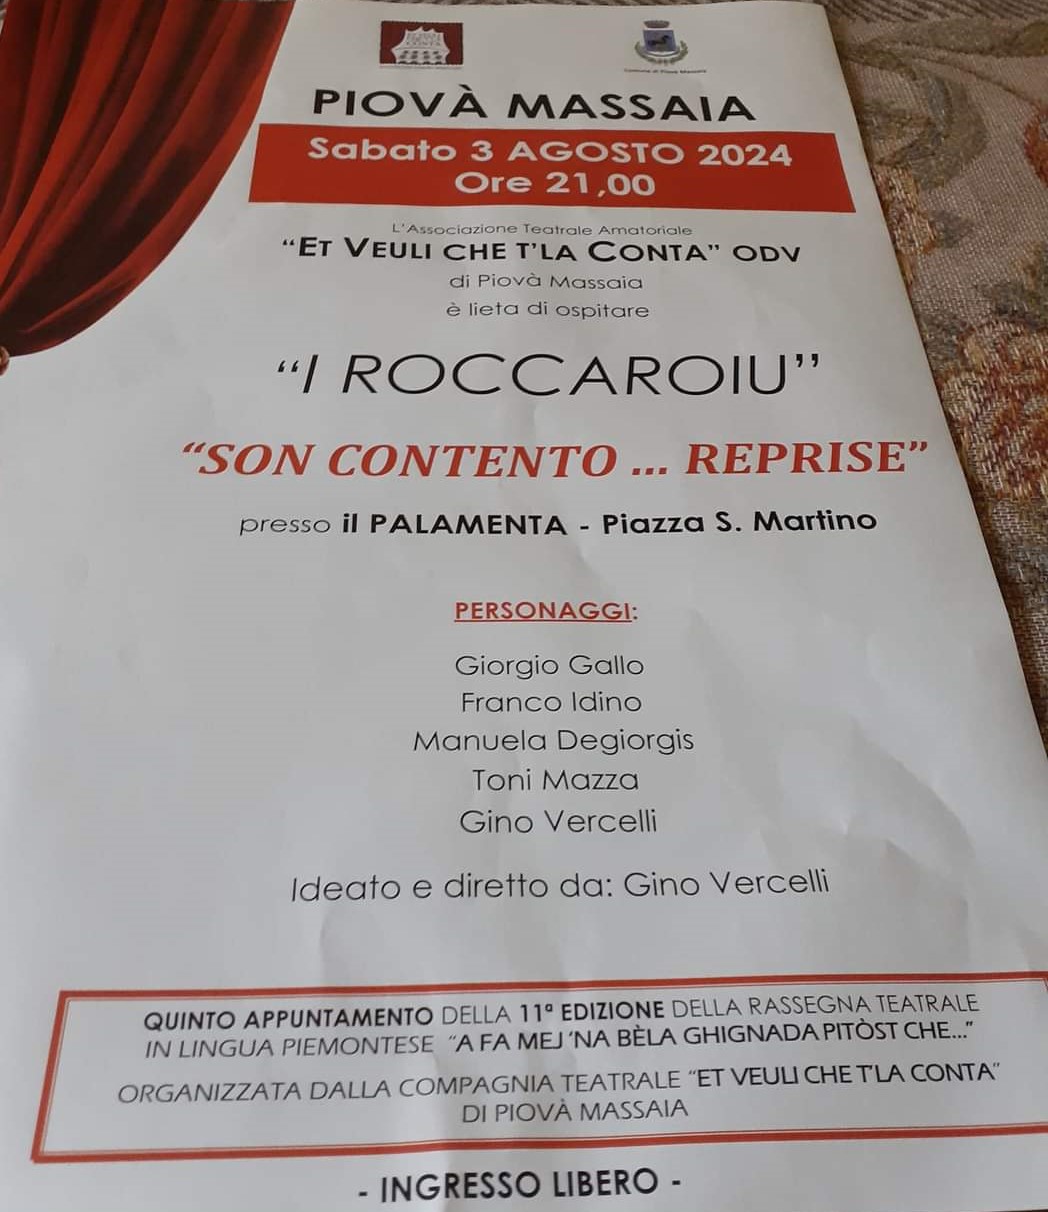 PIOVÀ MASSAIA
Sabato 3 AGOSTO 2024
Ore 21,00
L'Associazione Teatrale Amatoriale
“ET VEULI CHE T'LA CONTA” ODV
di Piovà Massaia
è lieta di ospitare
“I ROCCAROIU”
“SON CONTENTO ... REPRISE”
presso il PALAMENTA - Piazza S. Martino
PERSONAGGI:
Giorgio Gallo
Franco Idino
Manuela Degiorgis
Toni Mazza
Gino Vercelli
Ideato e diretto da: Gino Vercelli
QUINTO APPUNTAMENTO DELLA 11ª EDIZIONE DELLA RASSEGNA TEATRALE
IN LINGUA PIEMONTESE “A FA MEJ 'NA BÈLA GHIGNADA PITÒST CHE...”
ORGANIZZATA DALLA COMPAGNIA TEATRALE “ET VEULI CHE T'LA CONTA”
DI PIOVÀ MASSAIA
- INGRESSO LIBERO -